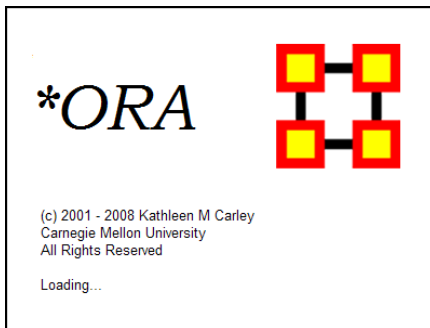 *ORA
(c) 2001 - 2008 Kathleen M Carley
Carnegie Mellon University
All Rights Reserved
Loading...